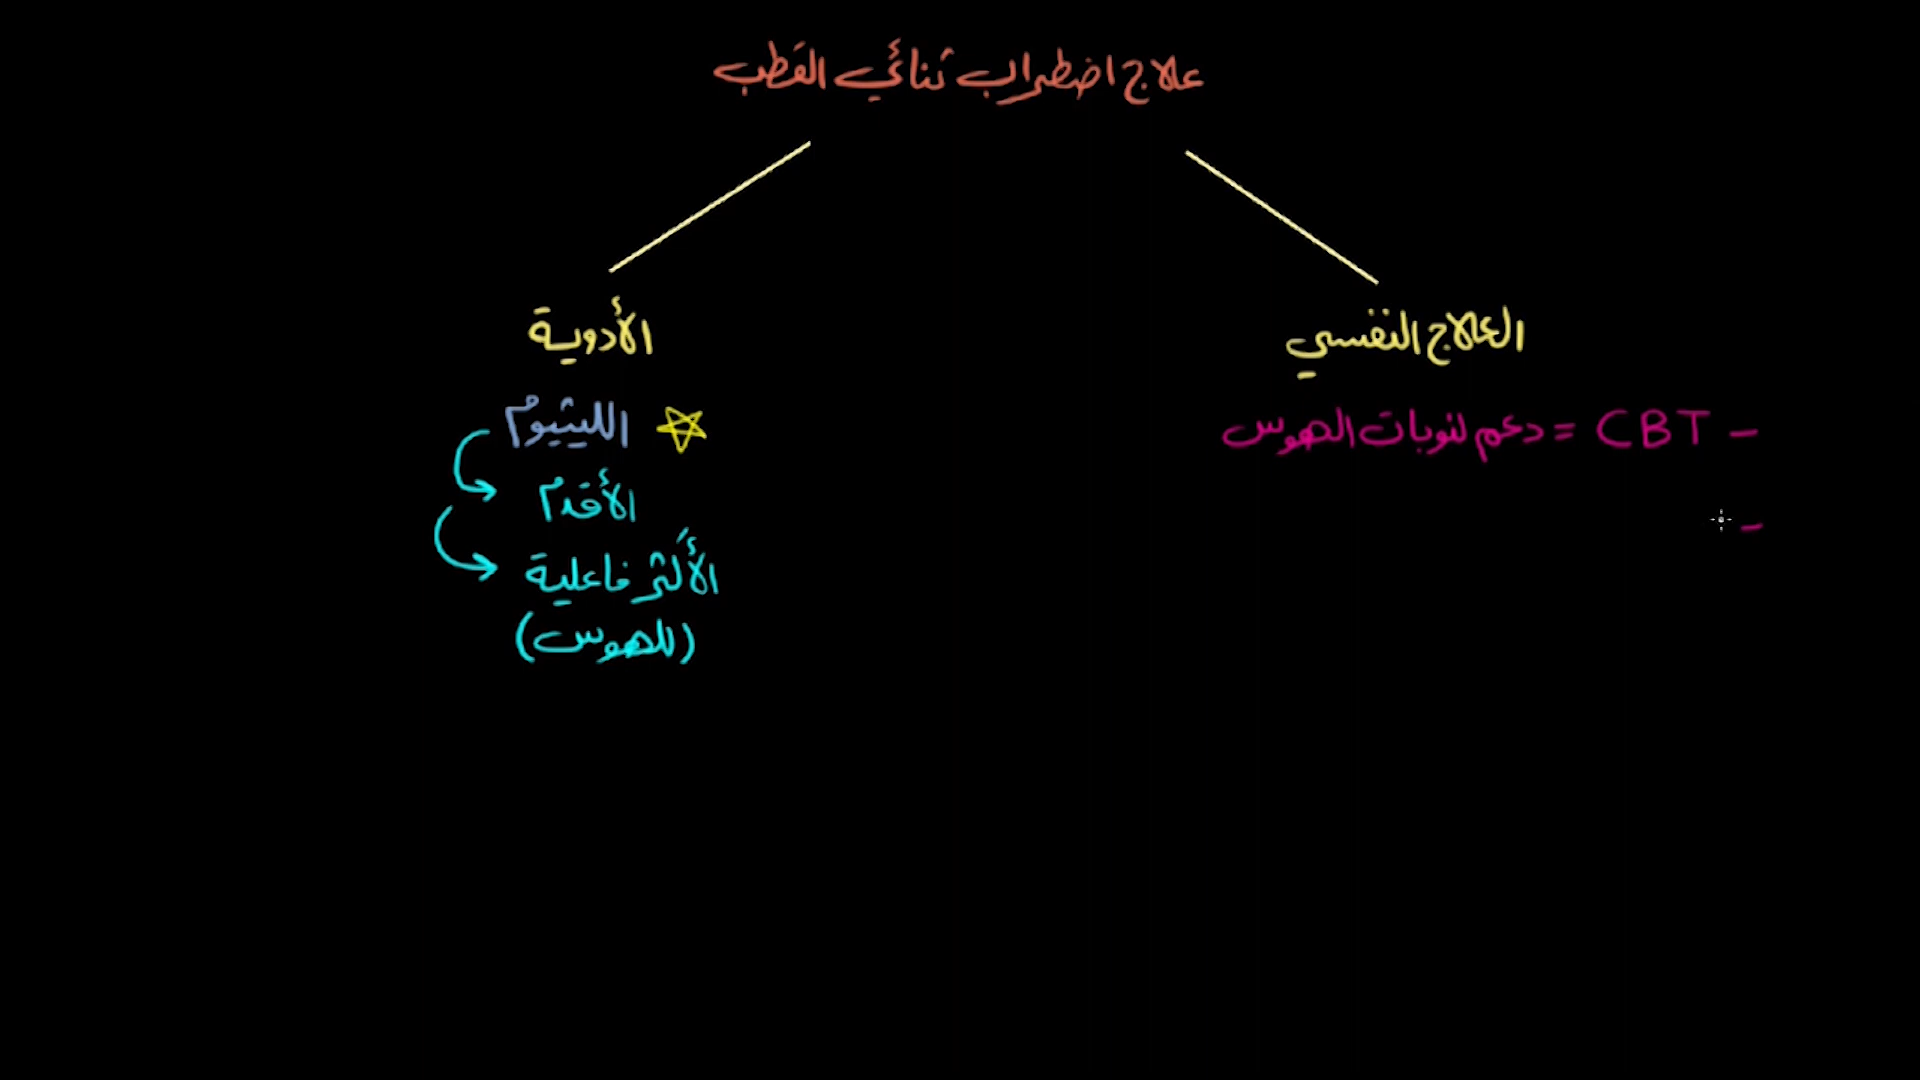 علاج اضطراب ثنائي القطب
العلاج النفسي
- CBT = دعم لنوبات الهوس
-
الأدوية
الليثيوم
الأقدم
الأكثر فاعلية
(للهوس)